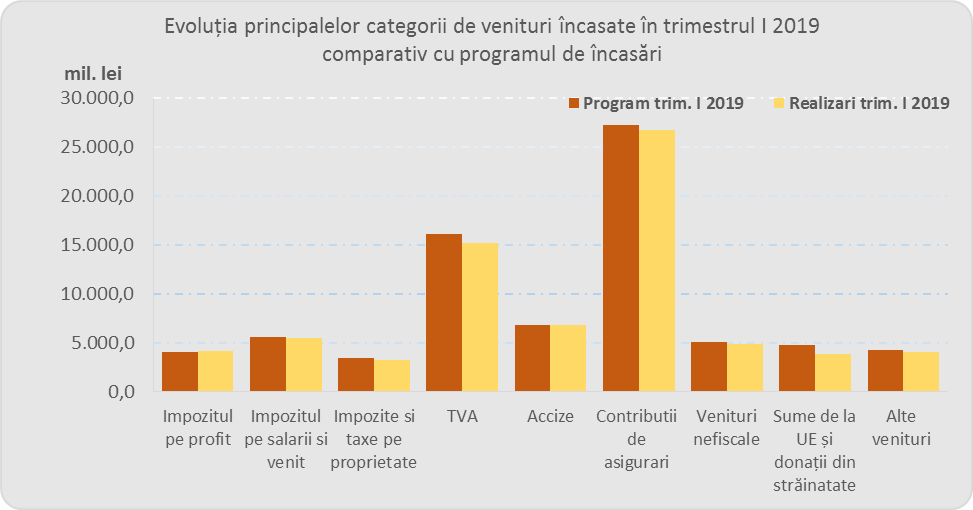 Evoluția principalelor categorii de venituri încasate în trimestrul I 2019
comparativ cu programul de încasări
mil. lei
30.000,0
25.000,0
20.000,0
15.000,0
10.000,0
5.000,0
0,0
Program trim. I 2019
Realizari trim. I 2019
Impozitul
pe profit
Impozitul
pe salarii si
venit
Impozite si
taxe pe
proprietate
TVA
Accize
Contributii
de
asigurari
Venituri
nefiscale
Sume de la
UE și
donații din
străinatate
Alte
venituri